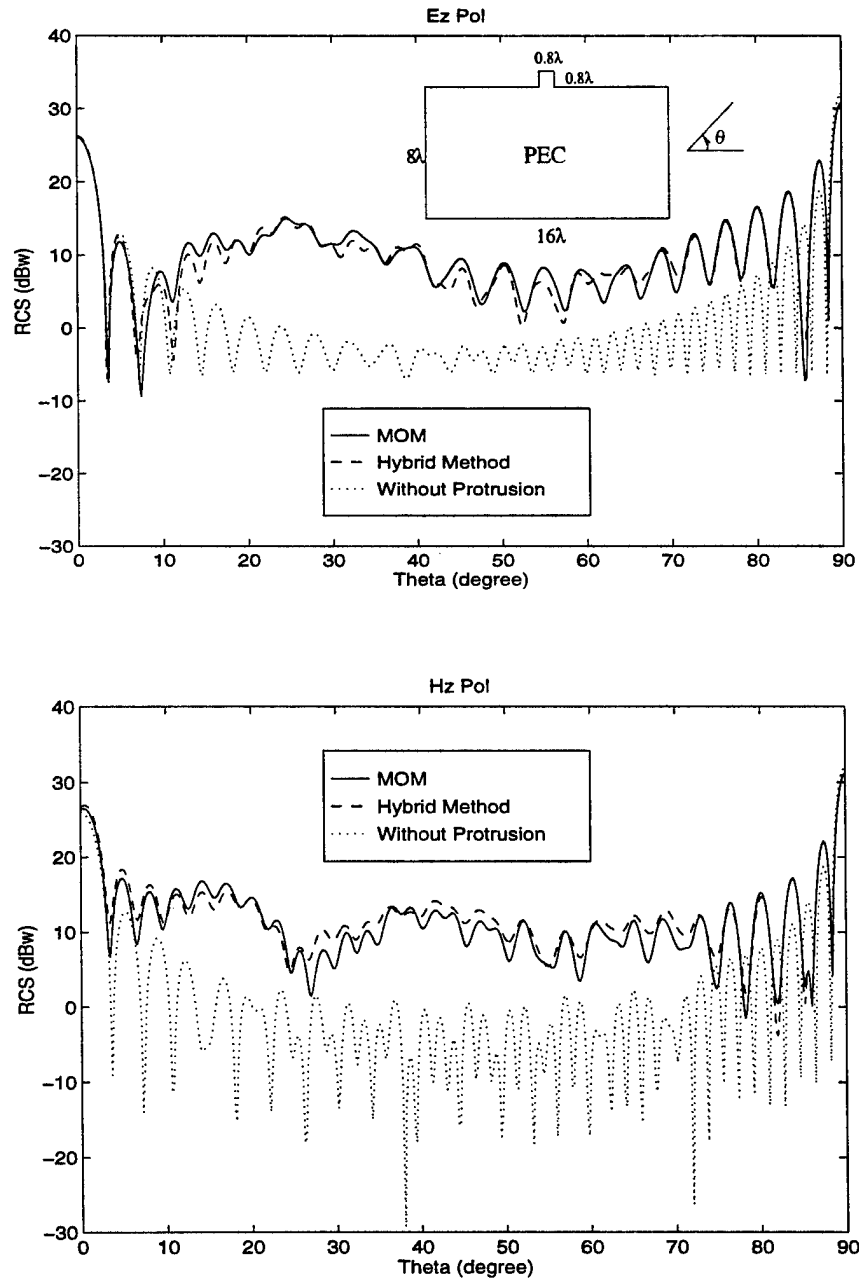 Ez Pol
40
30
20
10
0
−10
−20
−30
RCS (dBw)
0.8λ
0.8λ
8λ
PEC
θ
16λ
MOM
Hybrid Method
Without Protrusion
0 10 20 30 40 50 60 70 80 90
Theta (degree)
Hz Pol
40
30
20
10
0
−10
−20
−30
RCS (dBw)
MOM
Hybrid Method
Without Protrusion
0 10 20 30 40 50 60 70 80 90
Theta (degree)